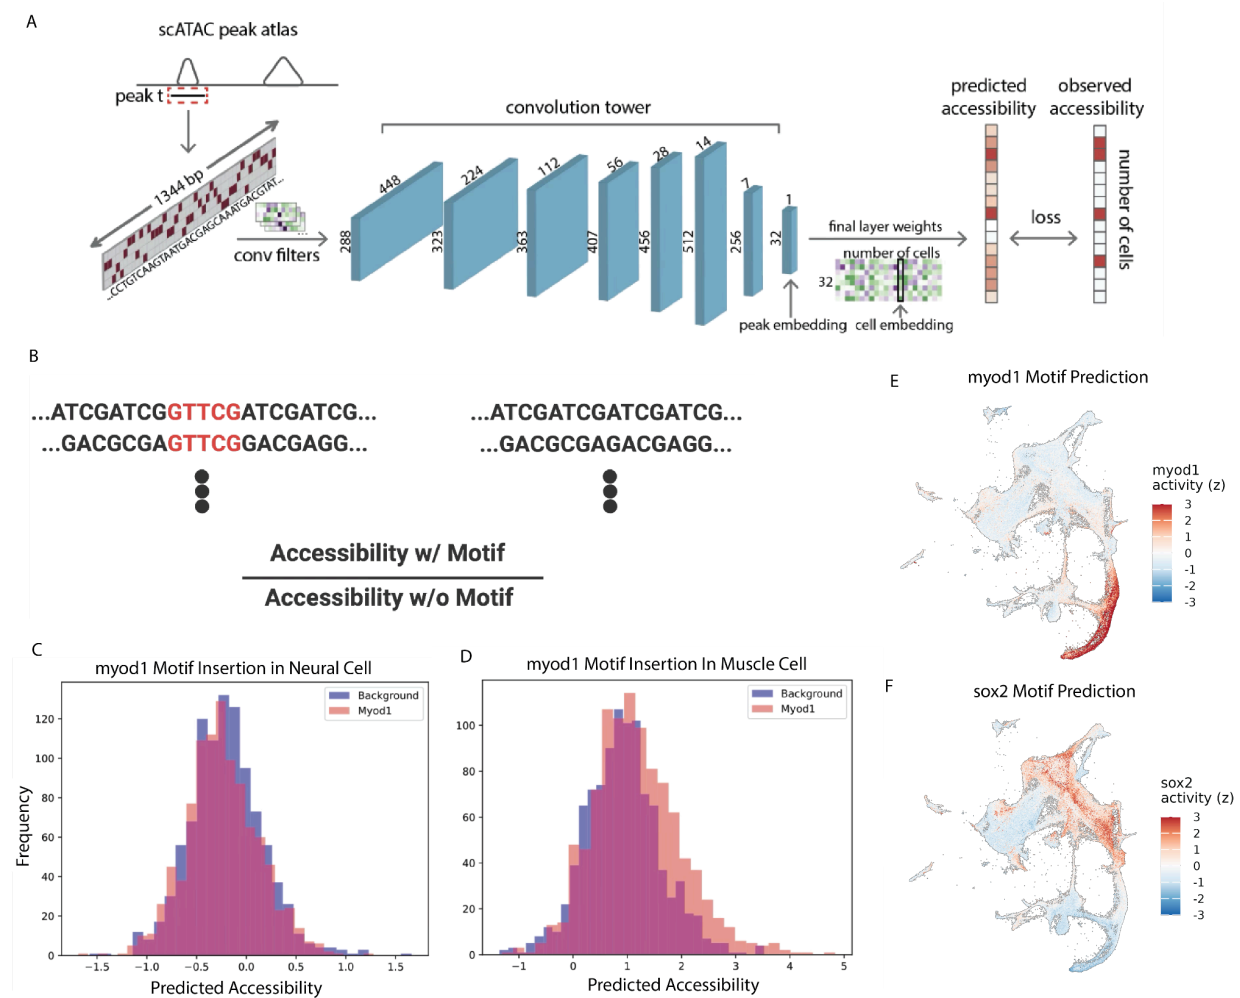 A
scATAC peak atlas
peak t
1344 bp
...CCTGTCAAGTAATGACGAGCAAATGACGTAT...
conv filters
...
convolution tower
448
224
112
56
28
14
7
1
288
323
363
407
456
512
256
32
final layer weights
number of cells
32
peak embedding
cell embedding
predicted
accessibility
observed
accessibility
loss
number of cells
B
...ATCGATCGGTTCGATCGATCG...
...GACGCGAGTTCGGACGAGG...
...ATCGATCGATCGATCG...
...GACGCGAGACGAGG...
Accessibility w/ Motif
Accessibility w/o Motif
C
myod1 Motif Insertion in Neural Cell
Background
Myod1
Frequency
120
100
80
60
40
20
0
−1.5 −1.0 −0.5 0.0 0.5 1.0 1.5
Predicted Accessibility
D
myod1 Motif Insertion In Muscle Cell
Background
Myod1
100
80
60
40
20
0
−1 0 1 2 3 4 5
Predicted Accessibility
E
myod1 Motif Prediction
myod1
activity (z)
3
2
1
0
-1
-2
-3
F
sox2 Motif Prediction
sox2
activity (z)
3
2
1
0
-1
-2
-3